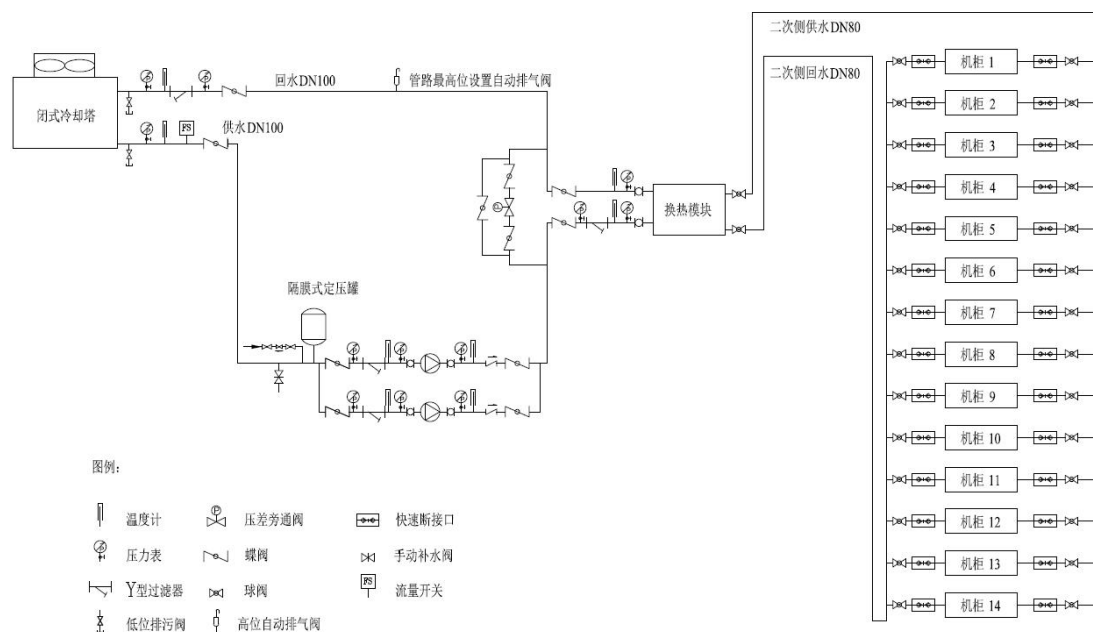 二次侧供水DN80
二次侧回水DN80
闭式冷却塔
回水DN100
管路最高位设置自动排气阀
FS
供水DN100
换热模块
隔膜式定压罐
机柜 1
机柜 2
机柜 3
机柜 4
机柜 5
机柜 6
机柜 7
机柜 8
机柜 9
机柜 10
机柜 11
机柜 12
机柜 13
机柜 14
图例：
温度计
P
压差旁通阀
快速断接口
压力表
蝶阀
手动补水阀
Y型过滤器
球阀
FS
流量开关
低位排污阀
高位自动排气阀